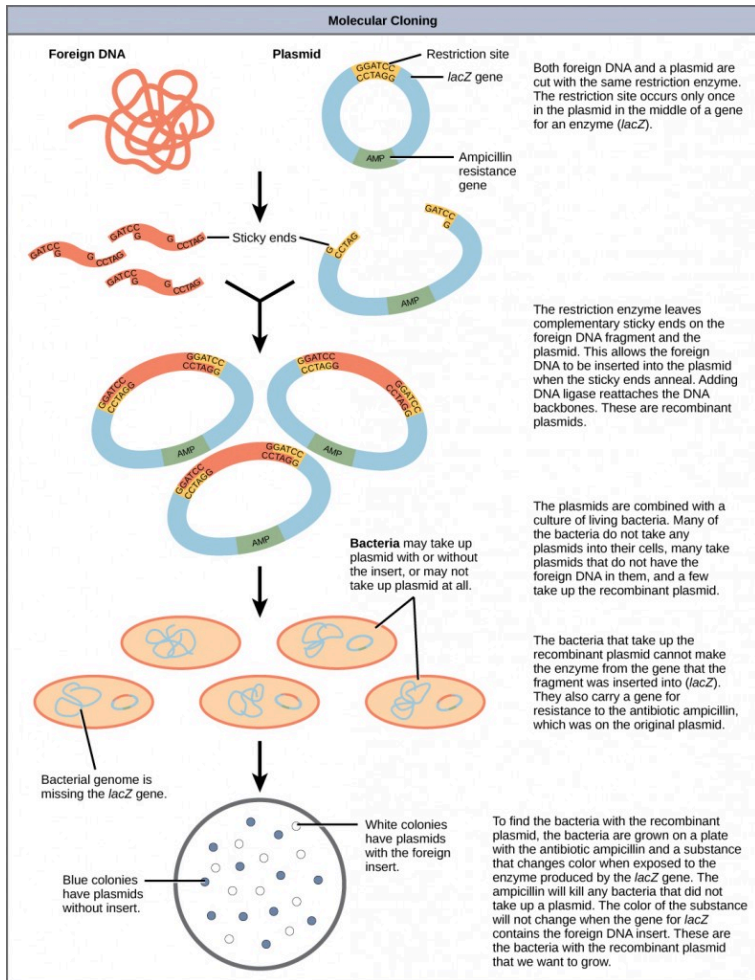 Molecular Cloning
Foreign DNA
Plasmid
Restriction site
GGATCC
CCTAGG
lacZ gene
AMP
Ampicillin
resistance
gene
Both foreign DNA and a plasmid are
cut with the same restriction enzyme.
The restriction site occurs only once
in the plasmid in the middle of a gene
for an enzyme (lacZ).
GATCC
G
G
CCTAG
GATCC
G
G
CCTAG
GATCC
G
G
CCTAG
Sticky ends
G
CCTAG
GATCC
G
AMP
The restriction enzyme leaves
complementary sticky ends on the
foreign DNA fragment and the
plasmid. This allows the foreign
DNA to be inserted into the plasmid
when the sticky ends anneal. Adding
DNA ligase reattaches the DNA
backbones. These are recombinant
plasmids.
GGATCC
CCTAGG
GGATCC
CCTAGG
AMP
GGATCC
CCTAGG
GGATCC
CCTAGG
AMP
GGATCC
CCTAGG
GGATCC
CCTAGG
AMP
The plasmids are combined with a
culture of living bacteria. Many of
the bacteria do not take any
plasmids into their cells, many take
plasmids that do not have the
foreign DNA in them, and a few
take up the recombinant plasmid.
Bacteria may take up
plasmid with or without
the insert, or may not
take up plasmid at all.
The bacteria that take up the
recombinant plasmid cannot make
the enzyme from the gene that the
fragment was inserted into (lacZ).
They also carry a gene for
resistance to the antibiotic ampicillin,
which was on the original plasmid.
Bacterial genome is
missing the lacZ gene.
White colonies
have plasmids
with the foreign
insert.
Blue colonies
have plasmids
without insert.
To find the bacteria with the recombinant
plasmid, the bacteria are grown on a plate
with the antibiotic ampicillin and a substance
that changes color when exposed to the
enzyme produced by the lacZ gene. The
ampicillin will kill any bacteria that did not
take up a plasmid. The color of the substance
will not change when the gene for lacZ
contains the foreign DNA insert. These are
the bacteria with the recombinant plasmid
that we want to grow.